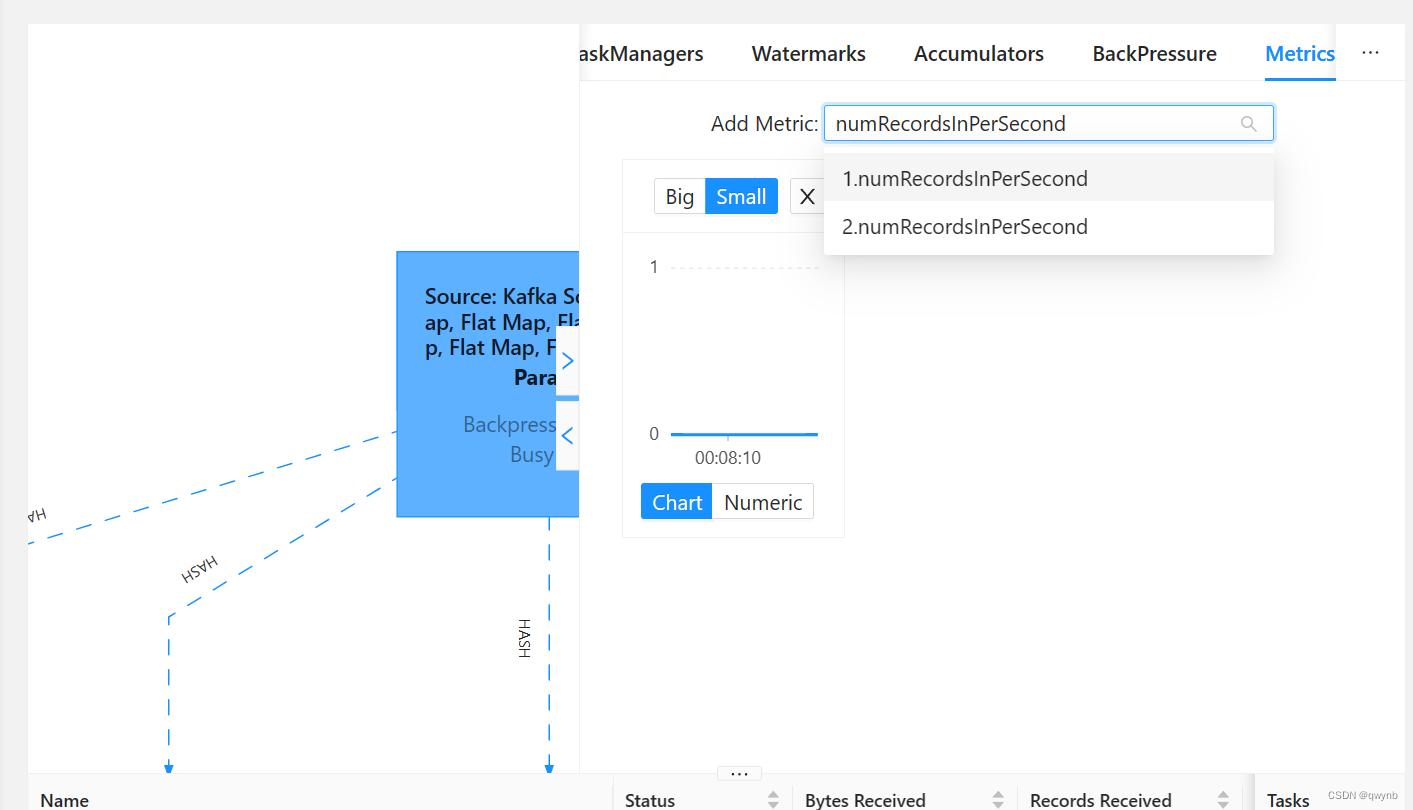 askManagers Watermarks Accumulators BackPressure Metrics ...
Add Metric: numRecordsInPerSecond
1.numRecordsInPerSecond
2.numRecordsInPerSecond
Big Small X
1
0
00:08:10
Chart Numeric
Source: Kafka So
ap, Flat Map, Fla
p, Flat Map, F
Para
Backpress
Busy
HA
HASH
HASH
...
Name Status Bytes Received Records Received Tasks
CSDN @qwynb